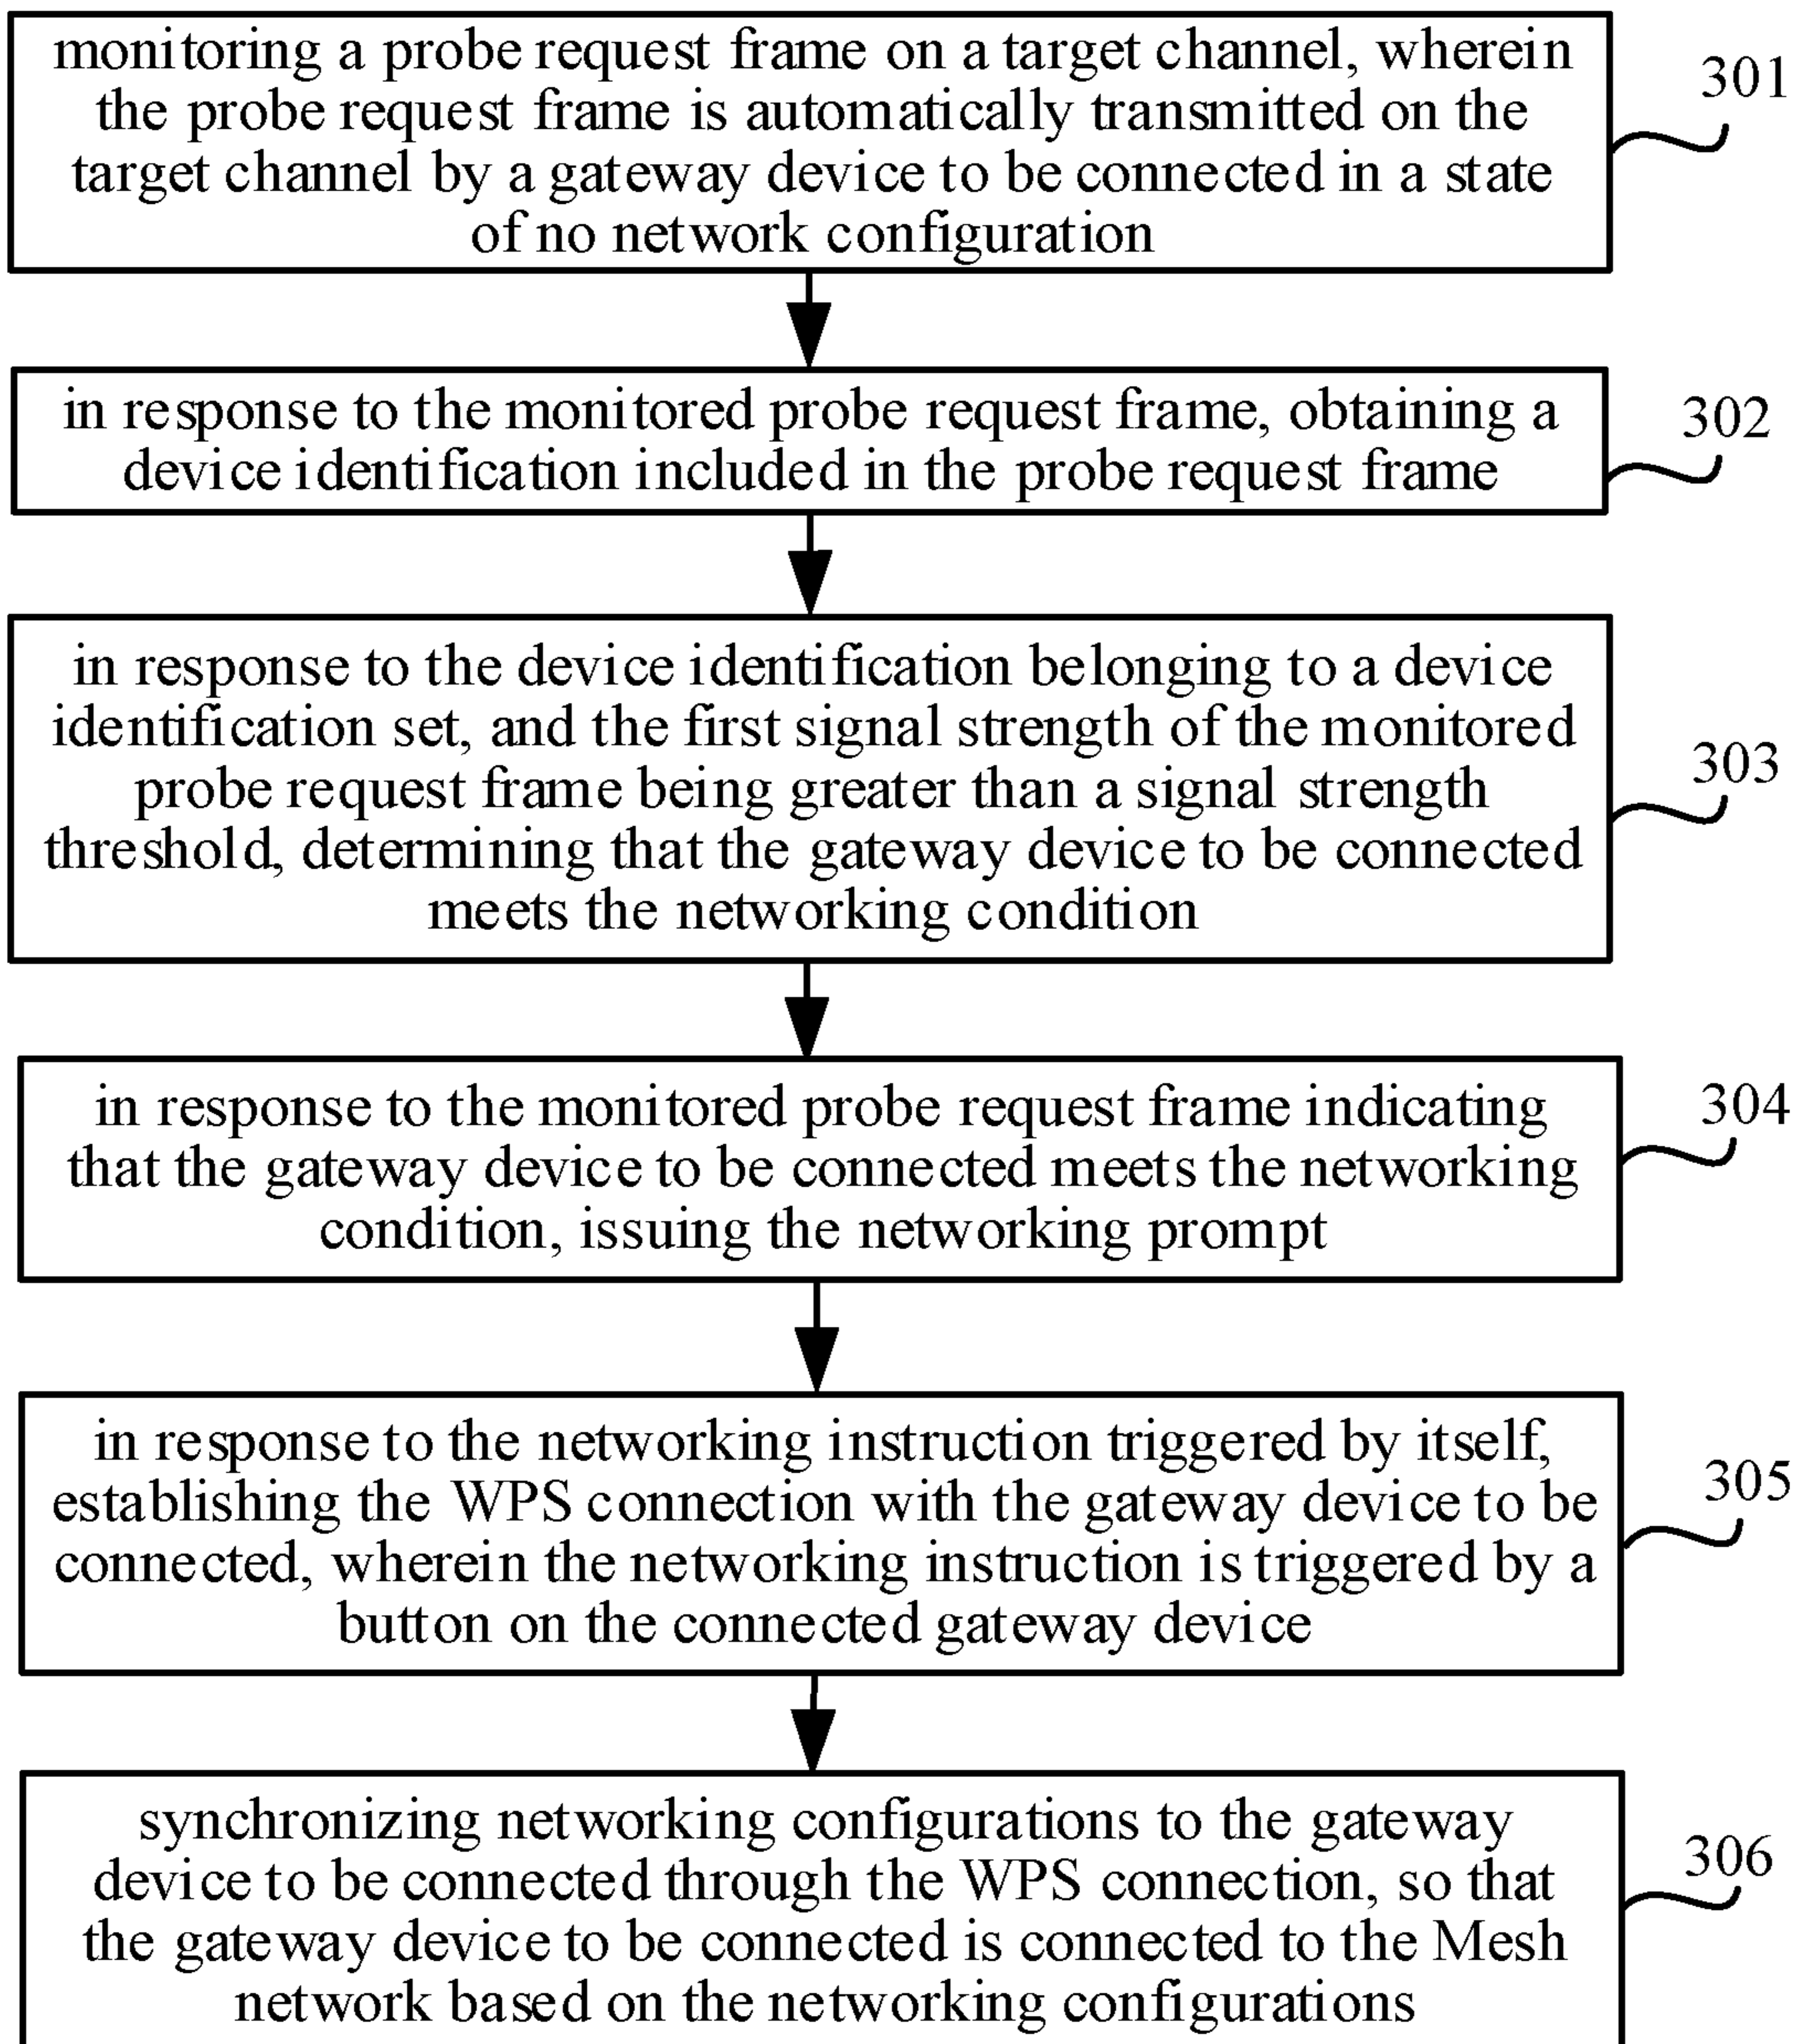 monitoring a probe request frame on a target channel, wherein
the probe request frame is automatically transmitted on the
target channel by a gateway device to be connected in a state
of no network configuration
301
in response to the monitored probe request frame, obtaining a
device identification included in the probe request frame
302
in response to the device identification belonging to a device
identification set, and the first signal strength of the monitored
probe request frame being greater than a signal strength
threshold, determining that the gateway device to be connected
meets the networking condition
303
in response to the monitored probe request frame indicating
that the gateway device to be connected meets the networking
condition, issuing the networking prompt
304
in response to the networking instruction triggered by itself,
establishing the WPS connection with the gateway device to be
connected, wherein the networking instruction is triggered by a
button on the connected gateway device
305
synchronizing networking configurations to the gateway
device to be connected through the WPS connection, so that
the gateway device to be connected is connected to the Mesh
network based on the networking configurations
306